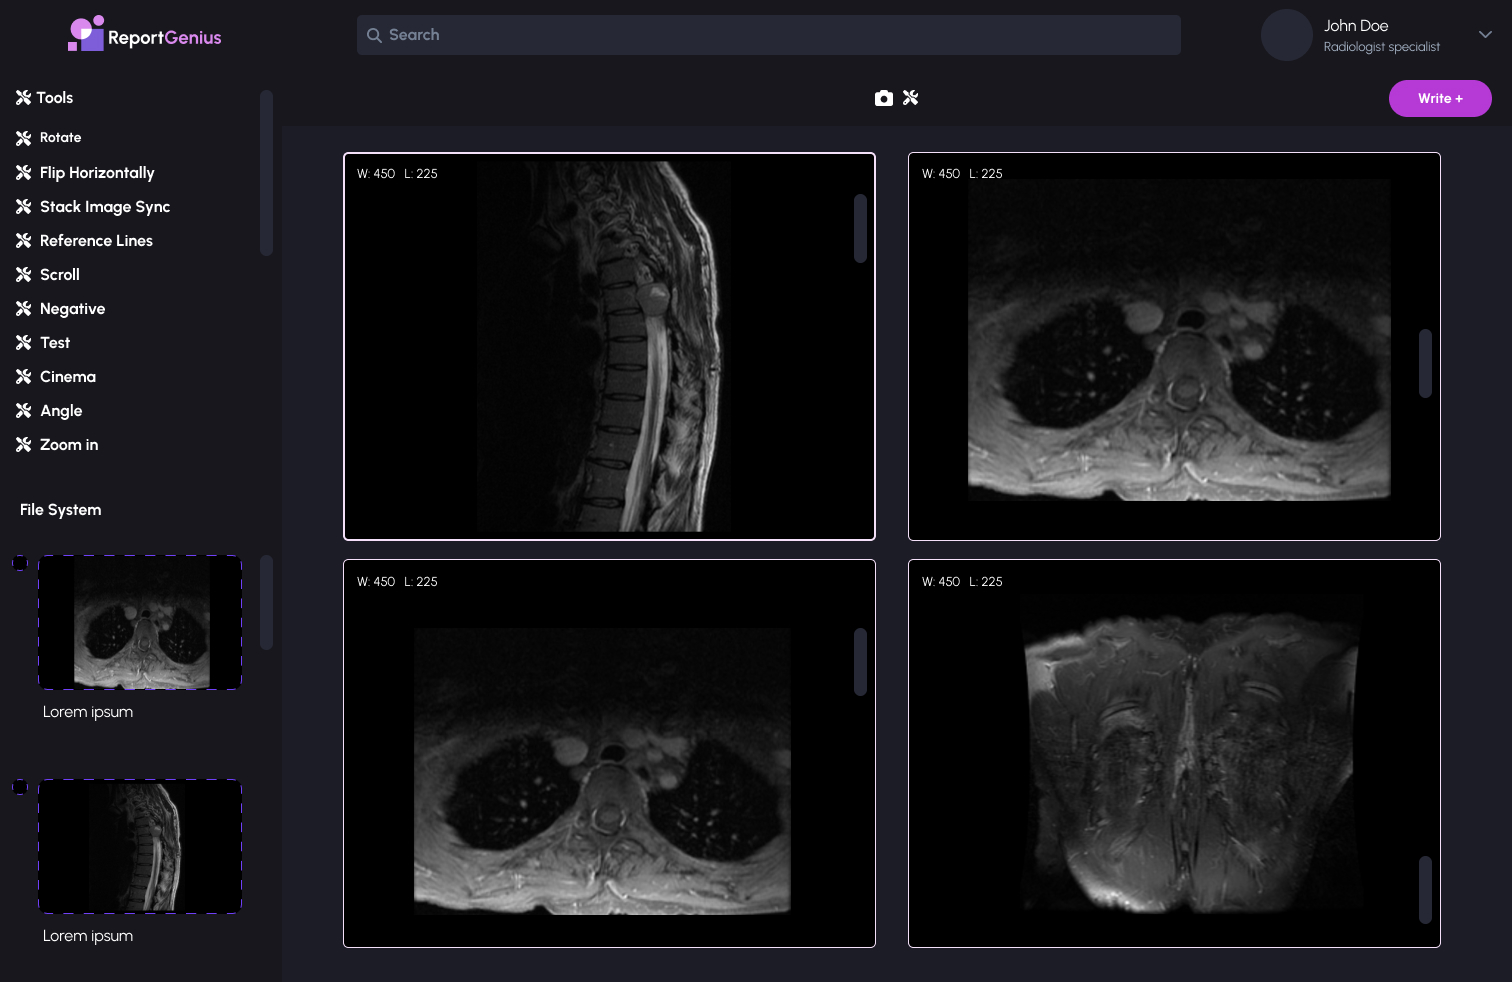 ReportGenius
Search
John Doe
Radiologist specialist
Tools
Write +
Rotate
Flip Horizontally
Stack Image Sync
Reference Lines
Scroll
Negative
Test
Cinema
Angle
Zoom in
File System
Lorem ipsum
Lorem ipsum
W: 450 L: 225
W: 450 L: 225
W: 450 L: 225
W: 450 L: 225